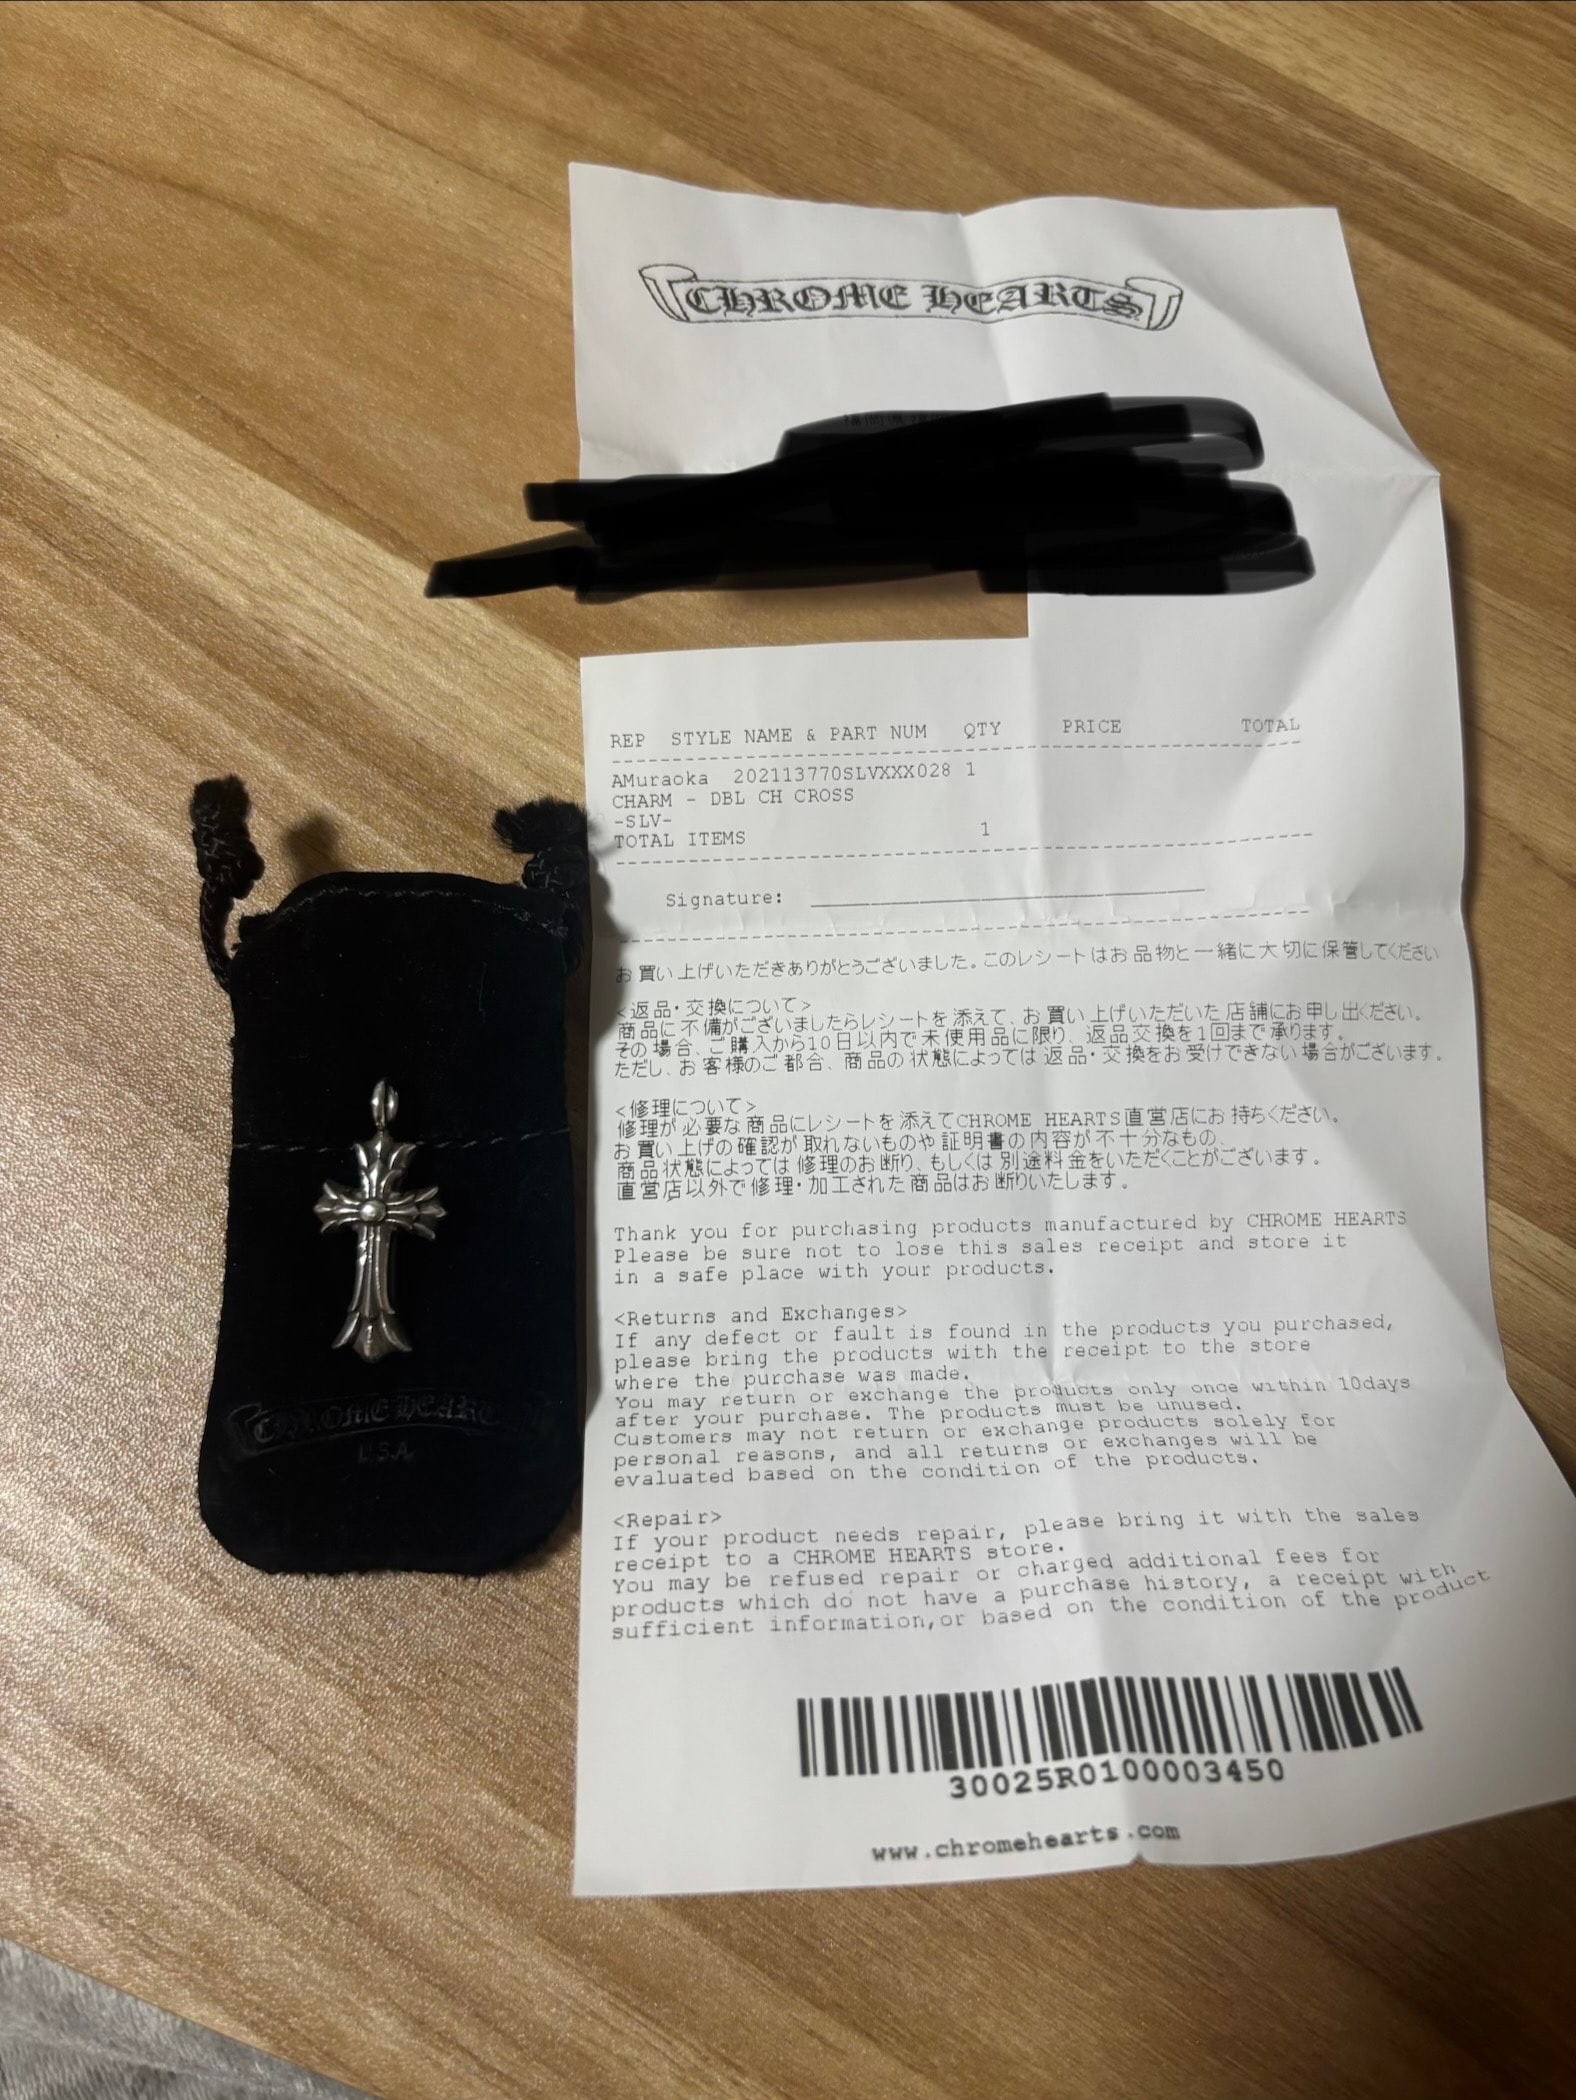 CHROME HEARTS
REP STYLE NAME & PART NUM QTY PRICE TOTAL
AMuraoka 202113770SLVXXX028 1
CHARM - DBL CH CROSS
-SLV-
TOTAL ITEMS 1
Signature:
お買い上げいただきありがとうございました。このレシートはお品物と一緒に大切に保管してください
<返品・交換について>
商品に不備がございましたらレシートを添えて、お買い上げいただいた店舗にお申し出ください。
その場合、ご購入から10日以内で未使用品に限り、返品交換を1回まで承ります。
ただし、お客様のご都合、商品の状態によっては返品・交換をお受けできない場合がございます。
<修理について>
修理が必要な商品にレシートを添えてCHROME HEARTS直営店にお持ちください。
お買い上げの確認が取れないものや証明書の内容が不十分なもの、
商品状態によっては修理のお断り、もしくは別途料金をいただくことがございます。
直営店以外で修理・加工された商品はお断りいたします。
Thank you for purchasing products manufactured by CHROME HEARTS
Please be sure not to lose this sales receipt and store it
in a safe place with your products.
<Returns and Exchanges>
If any defect or fault is found in the products you purchased,
please bring the products with the receipt to the store
where the purchase was made.
You may return or exchange the products only once within 10days
after your purchase. The products must be unused.
Customers may not return or exchange products solely for
personal reasons, and all returns or exchanges will be
evaluated based on the condition of the products.
<Repair>
If your product needs repair, please bring it with the sales
receipt to a CHROME HEARTS store.
You may be refused repair or charged additional fees for
products which do not have a purchase history, a receipt with
sufficient information,or based on the condition of the product
30025R0100003450
www.chromehearts.com
CHROME HEARTS
U.S.A.